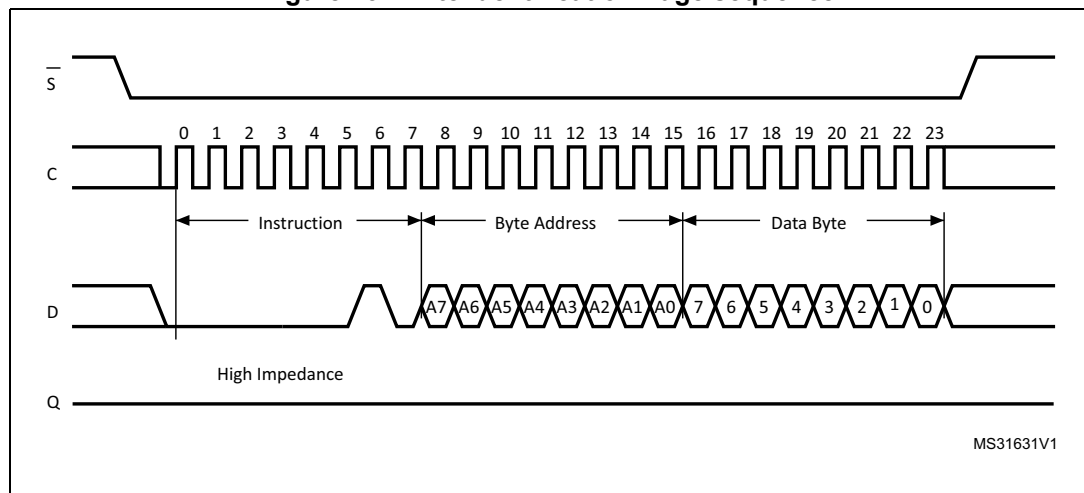 S
0 1 2 3 4 5 6 7 8 9 10 11 12 13 14 15 16 17 18 19 20 21 22 23
C
Instruction Byte Address Data Byte
D A7 A6 A5 A4 A3 A2 A1 A0 7 6 5 4 3 2 1 0
High Impedance
Q
MS31631V1